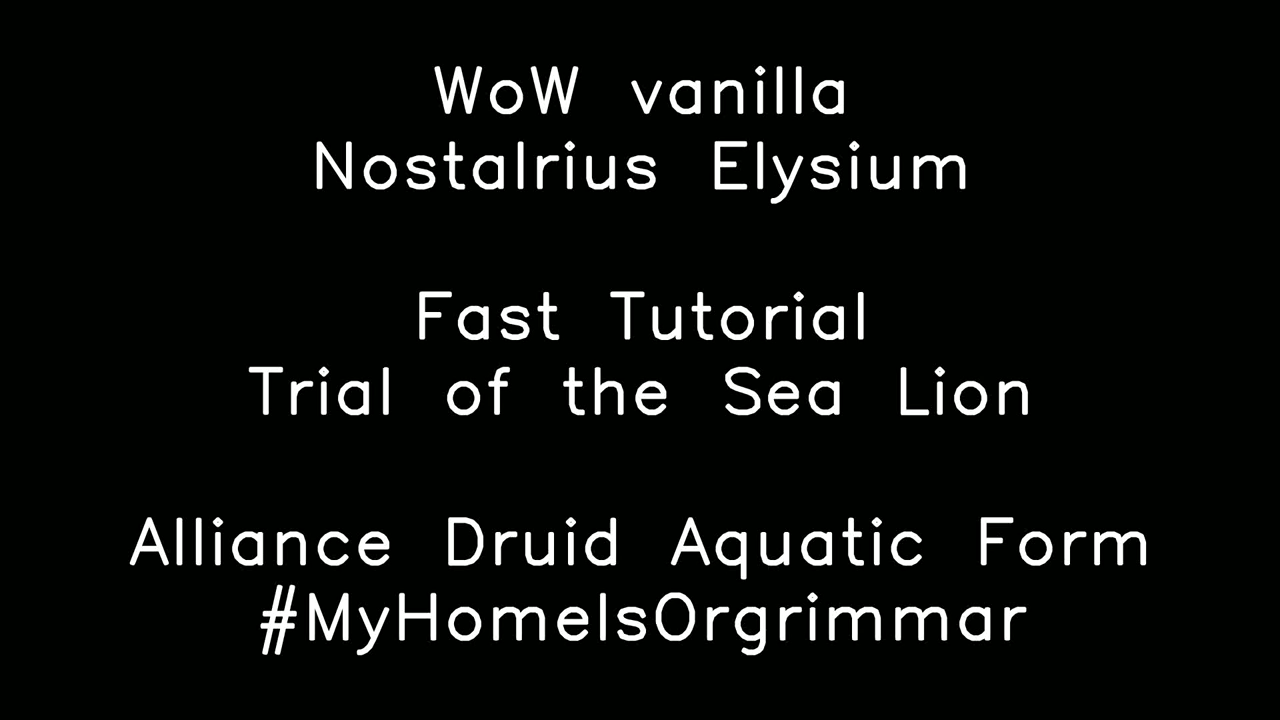 WoW vanilla
Nostalrius Elysium
Fast Tutorial
Trial of the Sea Lion
Alliance Druid Aquatic Form
#MyHomeIsOrgrimmar